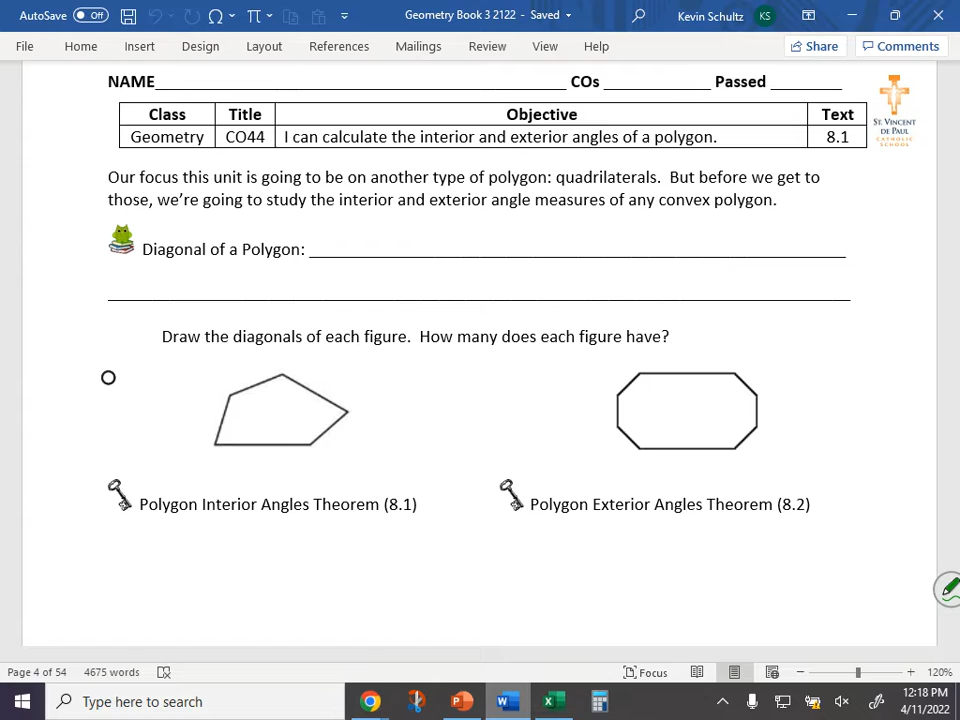 AutoSave Off Geometry Book 3 2122 - Saved Kevin Schultz KS
File Home Insert Design Layout References Mailings Review View Help Share Comments
NAME COs Passed
Class Title Objective Text
Geometry CO44 I can calculate the interior and exterior angles of a polygon. 8.1
ST. VINCENT
DE PAUL
CATHOLIC
SCHOOL
Our focus this unit is going to be on another type of polygon: quadrilaterals. But before we get to
those, we're going to study the interior and exterior angle measures of any convex polygon.
Diagonal of a Polygon:
Draw the diagonals of each figure. How many does each figure have?
Polygon Interior Angles Theorem (8.1) Polygon Exterior Angles Theorem (8.2)
Page 4 of 54 4675 words Focus 120%
Type here to search 12:18 PM
4/11/2022